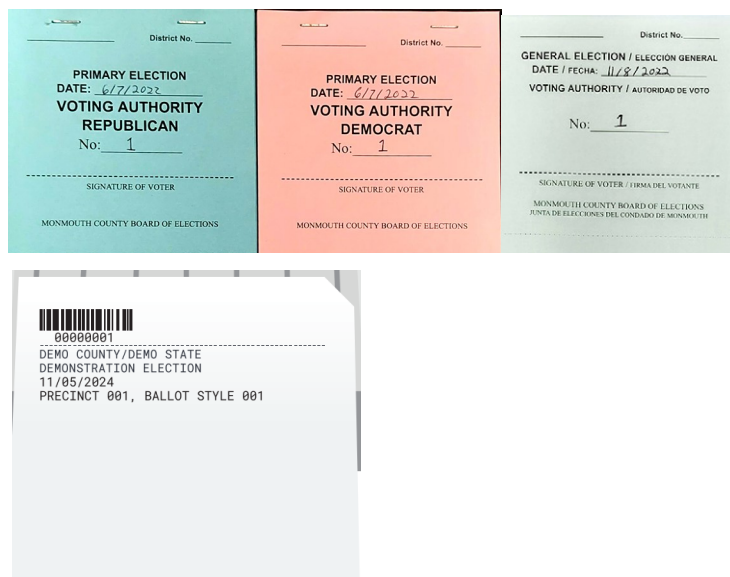 District No.
PRIMARY ELECTION
DATE: 6/7/2022
VOTING AUTHORITY
REPUBLICAN
No: 1
SIGNATURE OF VOTER
MONMOUTH COUNTY BOARD OF ELECTIONS
District No.
PRIMARY ELECTION
DATE: 6/7/2022
VOTING AUTHORITY
DEMOCRAT
No: 1
SIGNATURE OF VOTER
MONMOUTH COUNTY BOARD OF ELECTIONS
District No.
GENERAL ELECTION / ELECCIÓN GENERAL
DATE / FECHA: 11/8/2022
VOTING AUTHORITY / AUTORIDAD DE VOTO
No: 1
SIGNATURE OF VOTER / FIRMA DEL VOTANTE
MONMOUTH COUNTY BOARD OF ELECTIONS
JUNTA DE ELECCIONES DEL CONDADO DE MONMOUTH
00000001
DEMO COUNTY/DEMO STATE
DEMONSTRATION ELECTION
11/05/2024
PRECINCT 001, BALLOT STYLE 001